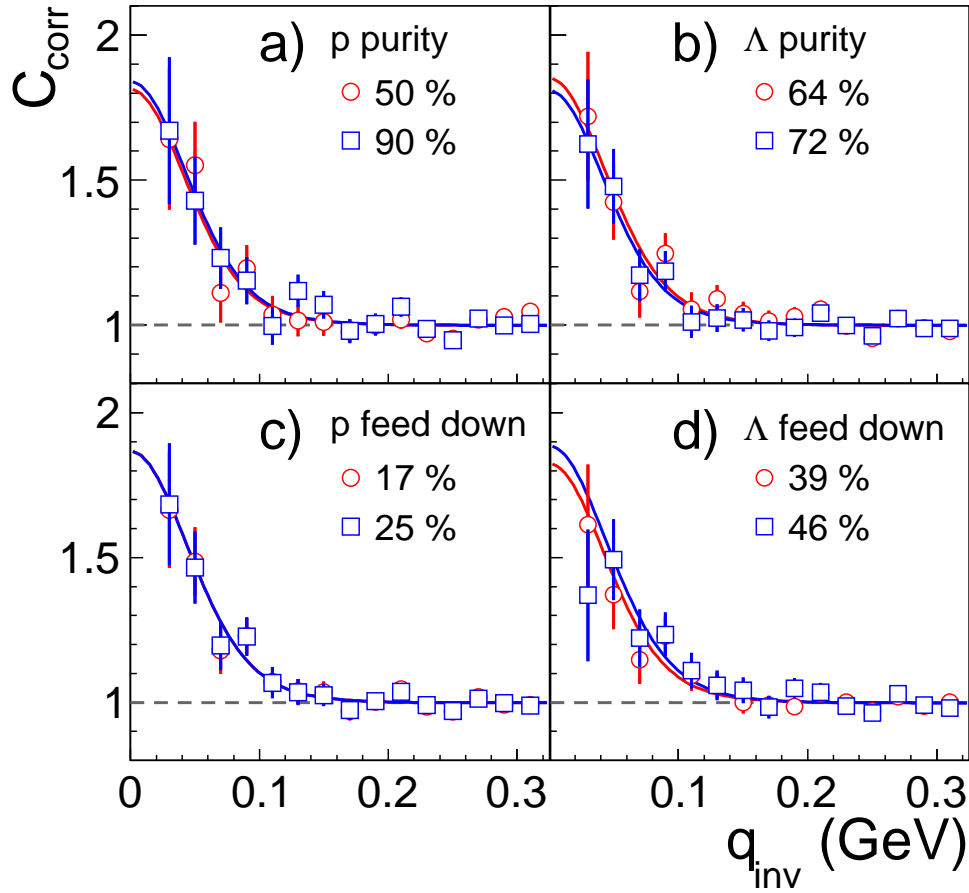 C_corr
2
1.5
1
a) p purity
50 %
90 %
b) Λ purity
64 %
72 %
2
1.5
1
c) p feed down
17 %
25 %
d) Λ feed down
39 %
46 %
0 0.1 0.2 0.3 0.1 0.2 0.3
q_inv (GeV)